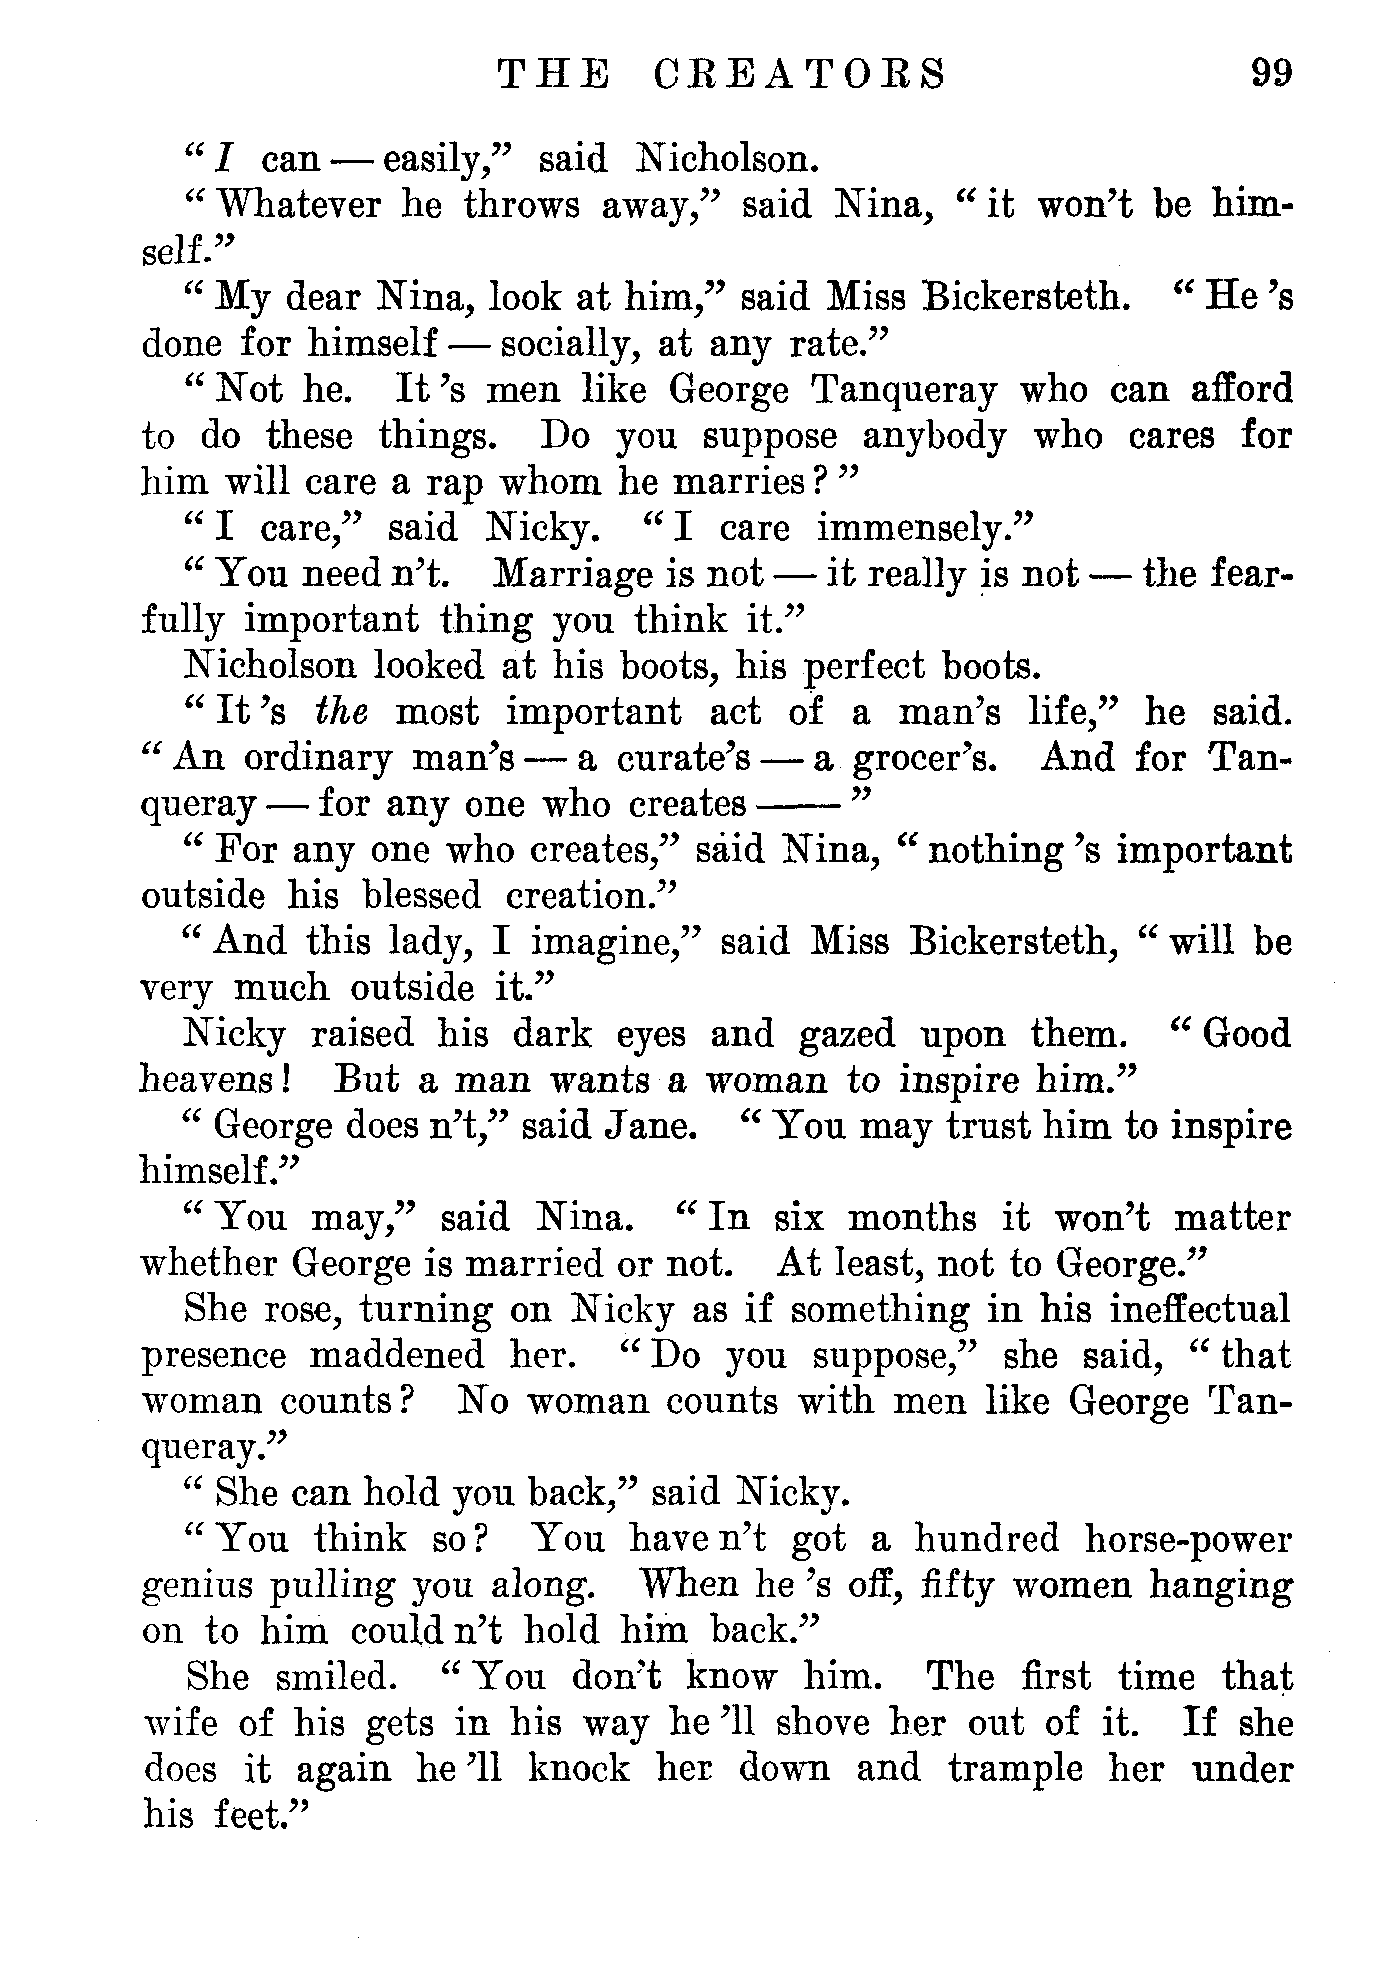 THE CREATORS 99
“I can — easily,” said Nicholson.
“Whatever he throws away,” said Nina, “it won’t be him-
self.”
“My dear Nina, look at him,” said Miss Bickersteth. “He ’s
done for himself — socially, at any rate.”
“Not he. It ’s men like George Tanqueray who can afford
to do these things. Do you suppose anybody who cares for
him will care a rap whom he marries?”
“I care,” said Nicky. “I care immensely.”
“You need n’t. Marriage is not — it really is not — the fear-
fully important thing you think it.”
Nicholson looked at his boots, his perfect boots.
“It ’s the most important act of a man’s life,” he said.
“An ordinary man’s — a curate’s — a grocer’s. And for Tan-
queray — for any one who creates ——”
“For any one who creates,” said Nina, “nothing ’s important
outside his blessed creation.”
“And this lady, I imagine,” said Miss Bickersteth, “will be
very much outside it.”
Nicky raised his dark eyes and gazed upon them. “Good
heavens! But a man wants a woman to inspire him.”
“George does n’t,” said Jane. “You may trust him to inspire
himself.”
“You may,” said Nina. “In six months it won’t matter
whether George is married or not. At least, not to George.”
She rose, turning on Nicky as if something in his ineffectual
presence maddened her. “Do you suppose,” she said, “that
woman counts? No woman counts with men like George Tan-
queray.”
“She can hold you back,” said Nicky.
“You think so? You have n’t got a hundred horse-power
genius pulling you along. When he ’s off, fifty women hanging
on to him could n’t hold him back.”
She smiled. “You don’t know him. The first time that
wife of his gets in his way he ’ll shove her out of it. If she
does it again he ’ll knock her down and trample her under
his feet.”